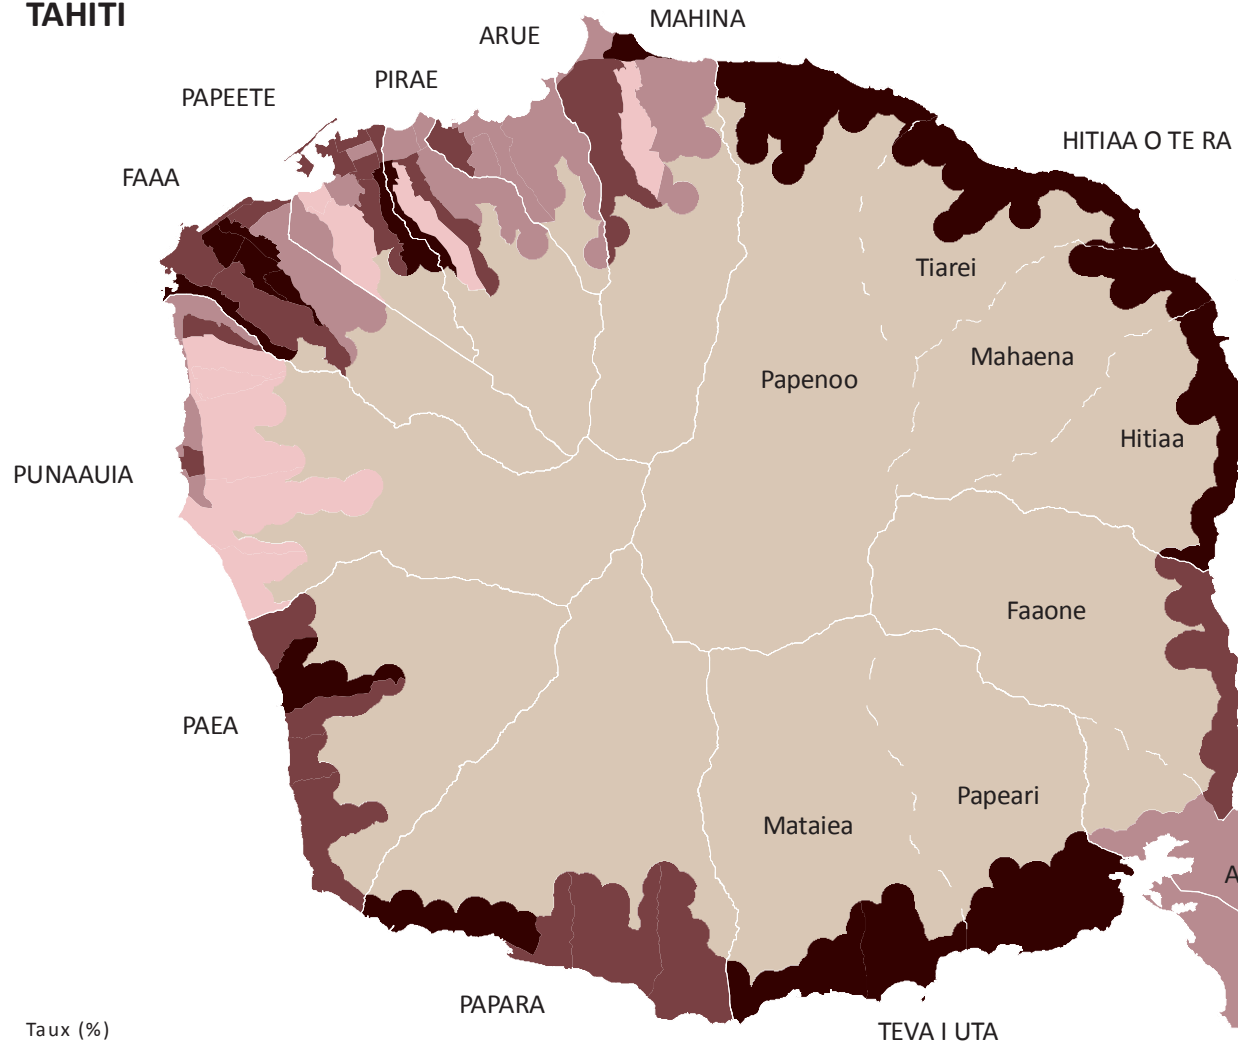 TAHITI
MAHINA
ARUE
PIRAE
PAPEETE
HITIAA O TE RA
FAAA
Tiarei
Mahaena
Papenoo
Hitiaa
PUNAAUIA
Faaone
PAEA
Papeari
Mataiea
A
PAPARA
Taux (%)
TEVA I UTA